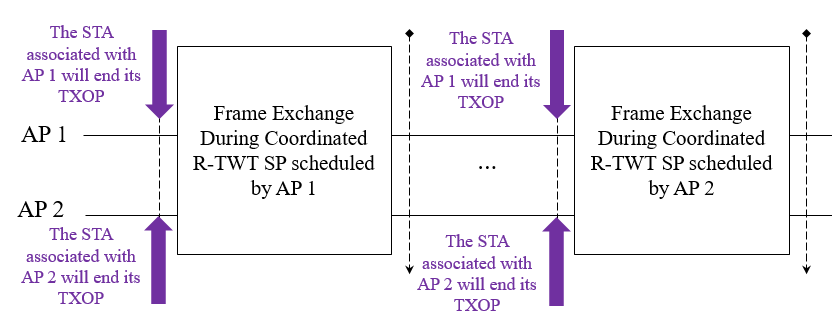 The STA
associated with
AP 1 will end its
TXOP
The STA
associated with
AP 1 will end its
TXOP
Frame Exchange
During Coordinated
R-TWT SP scheduled
by AP 1
Frame Exchange
During Coordinated
R-TWT SP scheduled
by AP 2
AP 1
...
AP 2
The STA
associated with
AP 2 will end its
TXOP
The STA
associated with
AP 2 will end its
TXOP